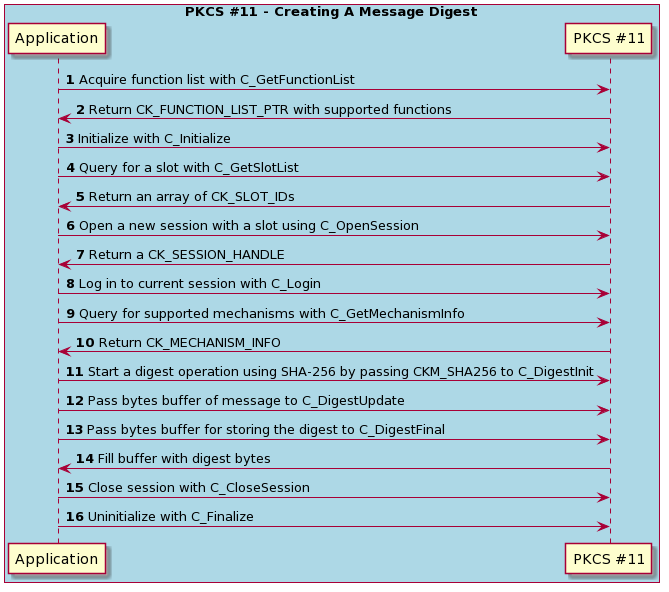 PKCS #11 - Creating A Message Digest
Application PKCS #11
1 Acquire function list with C_GetFunctionList
2 Return CK_FUNCTION_LIST_PTR with supported functions
3 Initialize with C_Initialize
4 Query for a slot with C_GetSlotList
5 Return an array of CK_SLOT_IDs
6 Open a new session with a slot using C_OpenSession
7 Return a CK_SESSION_HANDLE
8 Log in to current session with C_Login
9 Query for supported mechanisms with C_GetMechanismInfo
10 Return CK_MECHANISM_INFO
11 Start a digest operation using SHA-256 by passing CKM_SHA256 to C_DigestInit
12 Pass bytes buffer of message to C_DigestUpdate
13 Pass bytes buffer for storing the digest to C_DigestFinal
14 Fill buffer with digest bytes
15 Close session with C_CloseSession
16 Uninitialize with C_Finalize
Application PKCS #11